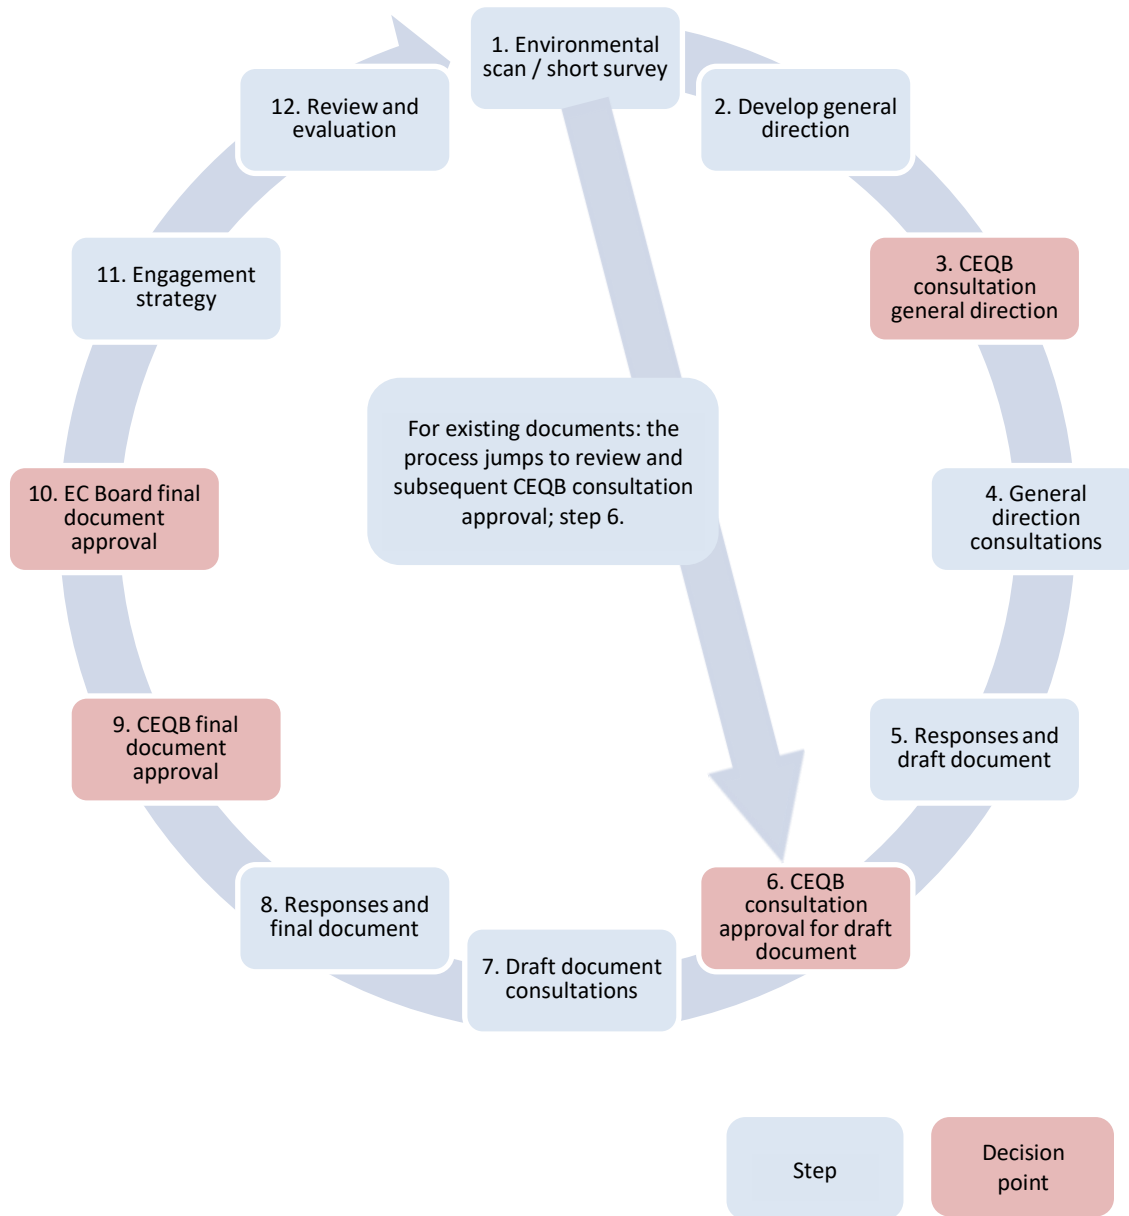 1. Environmental
scan / short survey
2. Develop general
direction
3. CEQB
consultation
general direction
4. General
direction
consultations
5. Responses and
draft document
6. CEQB
consultation
approval for draft
document
7. Draft document
consultations
8. Responses and
final document
9. CEQB final
document
approval
10. EC Board final
document
approval
11. Engagement
strategy
12. Review and
evaluation
For existing documents: the
process jumps to review and
subsequent CEQB consultation
approval; step 6.
Step
Decision
point